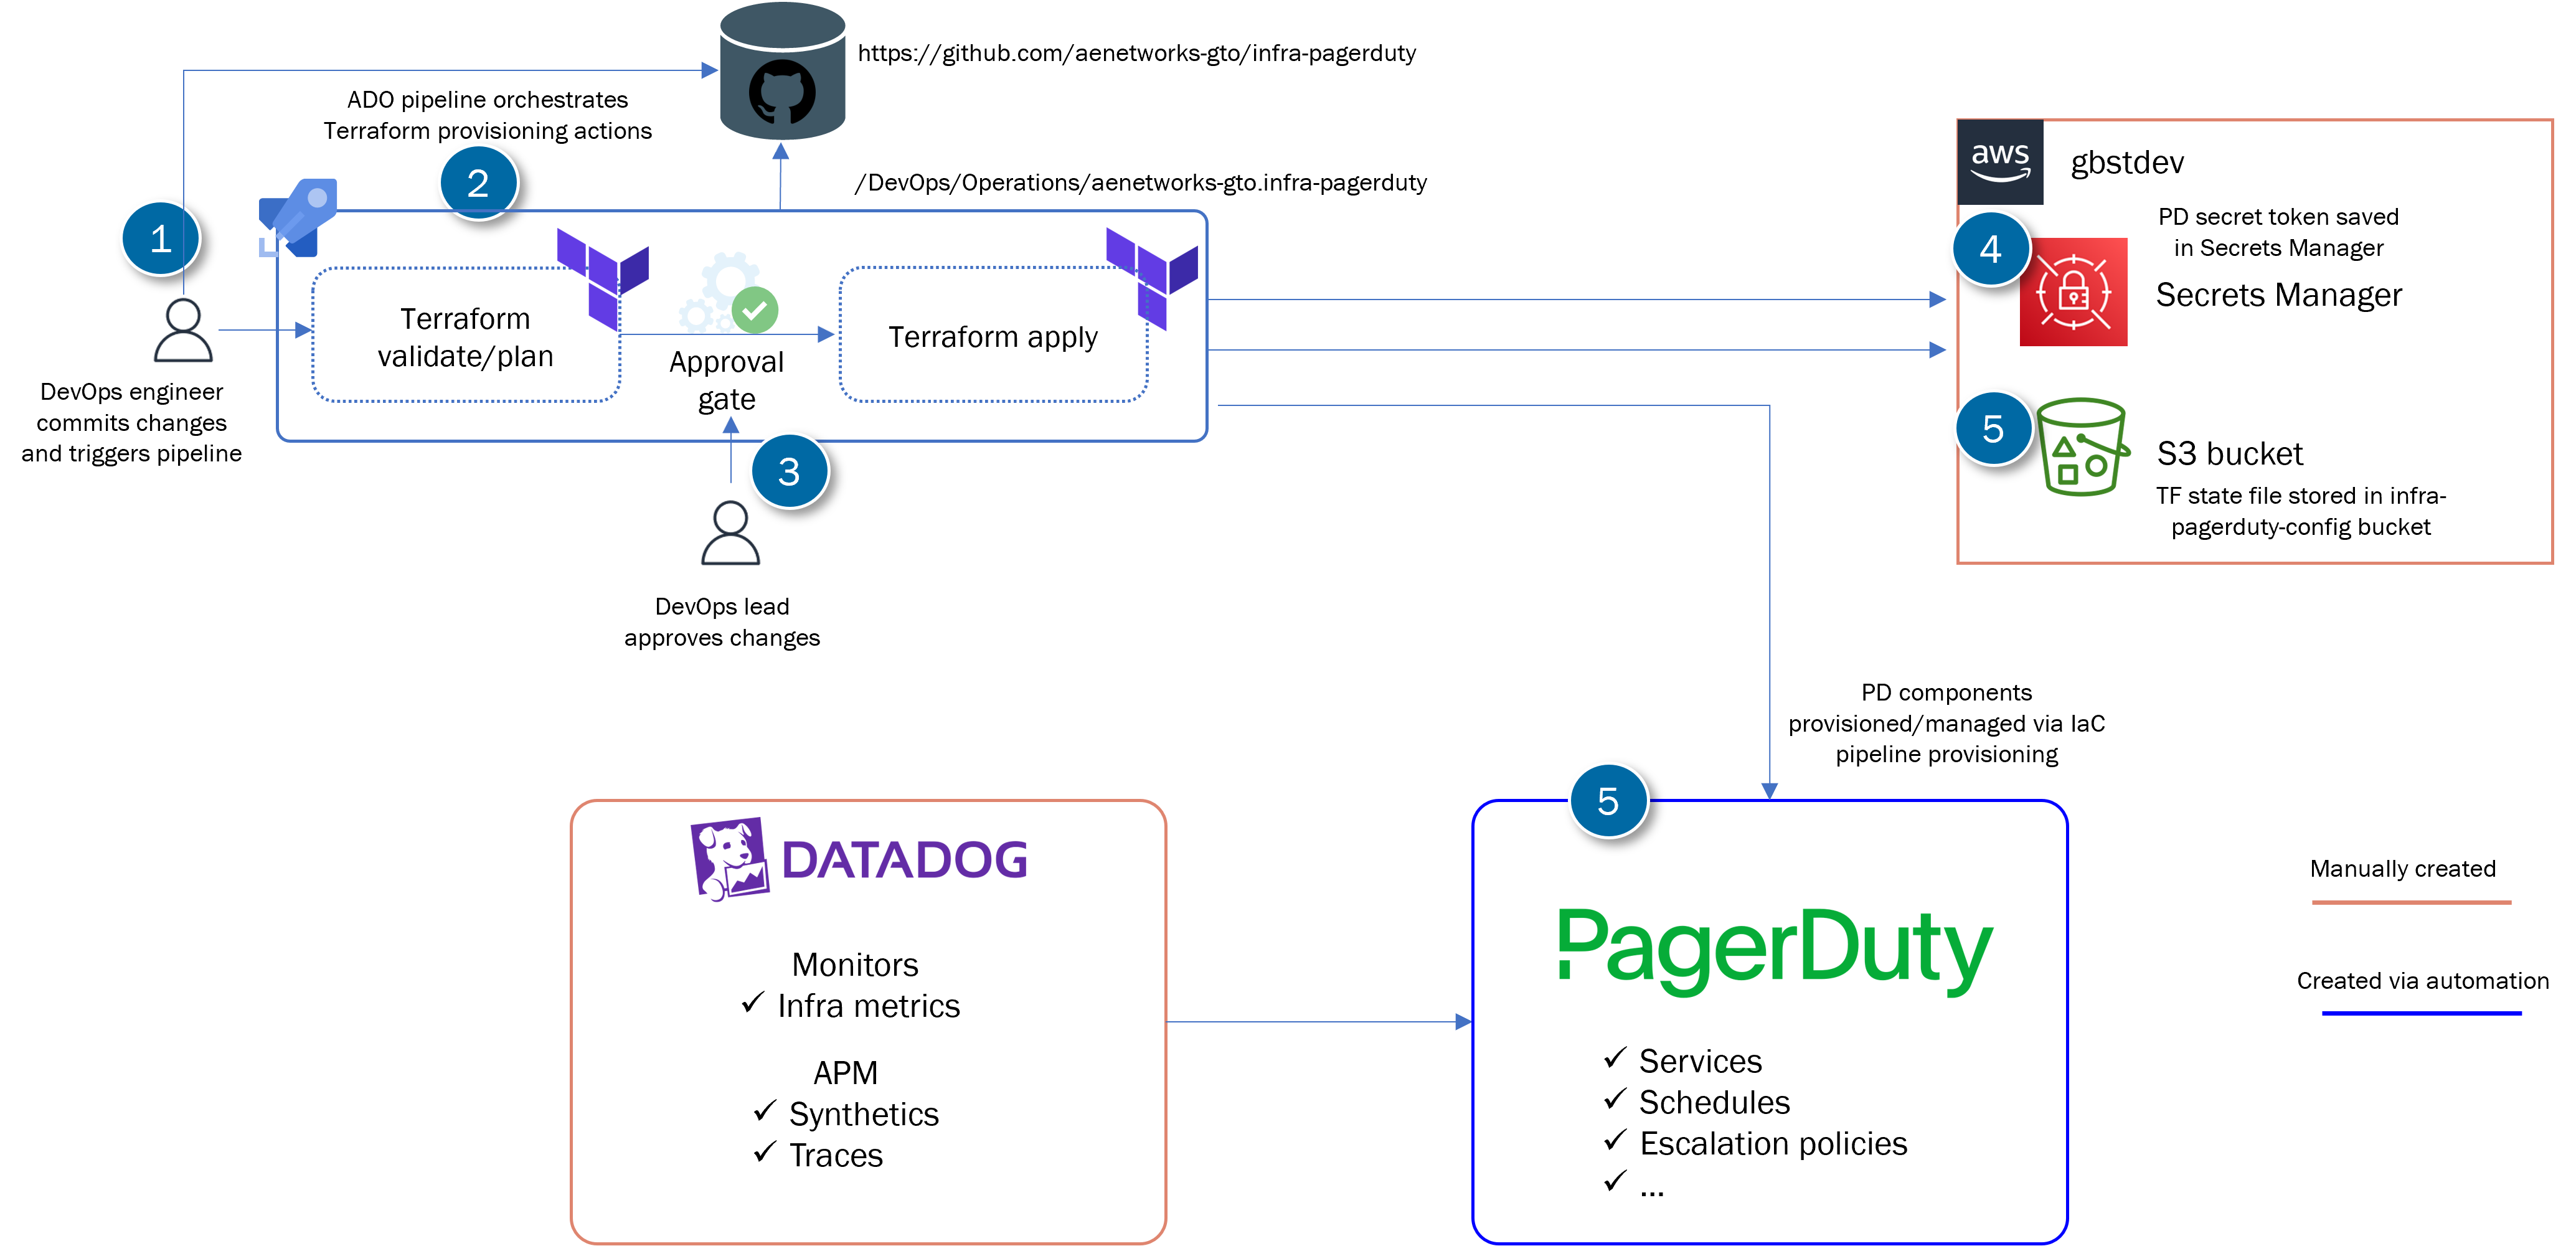 https://github.com/aenetworks-gto/infra-pagerduty
ADO pipeline orchestrates
Terraform provisioning actions
2
/DevOps/Operations/aenetworks-gto.infra-pagerduty
1
DevOps engineer
commits changes
and triggers pipeline
Terraform
validate/plan
Approval
gate
Terraform apply
3
DevOps lead
approves changes
aws
gbstdev
4
PD secret token saved
in Secrets Manager
Secrets Manager
5
S3 bucket
TF state file stored in infra-
pagerduty-config bucket
PD components
provisioned/managed via IaC
pipeline provisioning
DATADOG
Monitors
✓ Infra metrics
APM
✓ Synthetics
✓ Traces
5
PagerDuty
✓ Services
✓ Schedules
✓ Escalation policies
✓ ...
Manually created
Created via automation